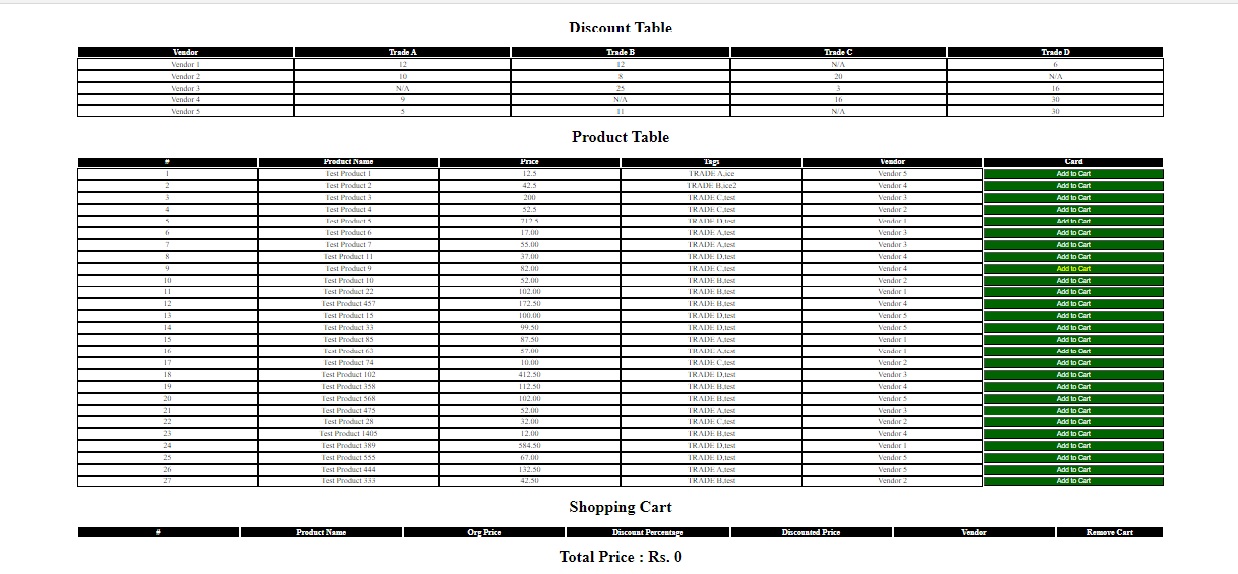 Discount Table
Vendor Trade A Trade B Trade C Trade D
Vendor 1 12 12 N/A 6
Vendor 2 10 8 20 N/A
Vendor 3 N/A 25 3 16
Vendor 4 9 N/A 16 30
Vendor 5 5 11 N/A 30
Product Table
# Product Name Price Tags Vendor Card
1 Test Product 1 12.5 TRADE A,ice Vendor 5 Add to Cart
2 Test Product 2 42.5 TRADE B,ice2 Vendor 4 Add to Cart
3 Test Product 3 200 TRADE C,test Vendor 3 Add to Cart
4 Test Product 4 52.5 TRADE C,test Vendor 2 Add to Cart
5 Test Product 5 212.5 TRADE D,test Vendor 1 Add to Cart
6 Test Product 6 17.00 TRADE A,test Vendor 3 Add to Cart
7 Test Product 7 55.00 TRADE A,test Vendor 3 Add to Cart
8 Test Product 11 37.00 TRADE D,test Vendor 4 Add to Cart
9 Test Product 9 82.00 TRADE C,test Vendor 4 Add to Cart
10 Test Product 10 52.00 TRADE B,test Vendor 2 Add to Cart
11 Test Product 22 102.00 TRADE B,test Vendor 1 Add to Cart
12 Test Product 457 172.50 TRADE B,test Vendor 4 Add to Cart
13 Test Product 15 100.00 TRADE D,test Vendor 5 Add to Cart
14 Test Product 33 99.50 TRADE D,test Vendor 5 Add to Cart
15 Test Product 85 87.50 TRADE A,test Vendor 1 Add to Cart
16 Test Product 63 57.00 TRADE A,test Vendor 1 Add to Cart
17 Test Product 74 10.00 TRADE C,test Vendor 2 Add to Cart
18 Test Product 102 412.50 TRADE D,test Vendor 3 Add to Cart
19 Test Product 358 112.50 TRADE B,test Vendor 4 Add to Cart
20 Test Product 568 102.00 TRADE B,test Vendor 5 Add to Cart
21 Test Product 475 52.00 TRADE A,test Vendor 3 Add to Cart
22 Test Product 28 32.00 TRADE C,test Vendor 2 Add to Cart
23 Test Product 1405 12.00 TRADE B,test Vendor 4 Add to Cart
24 Test Product 389 584.50 TRADE D,test Vendor 1 Add to Cart
25 Test Product 555 67.00 TRADE D,test Vendor 5 Add to Cart
26 Test Product 444 132.50 TRADE A,test Vendor 5 Add to Cart
27 Test Product 333 42.50 TRADE B,test Vendor 2 Add to Cart
Shopping Cart
# Product Name Org Price Discount Percentage Discounted Price Vendor Remove Cart
Total Price : Rs. 0